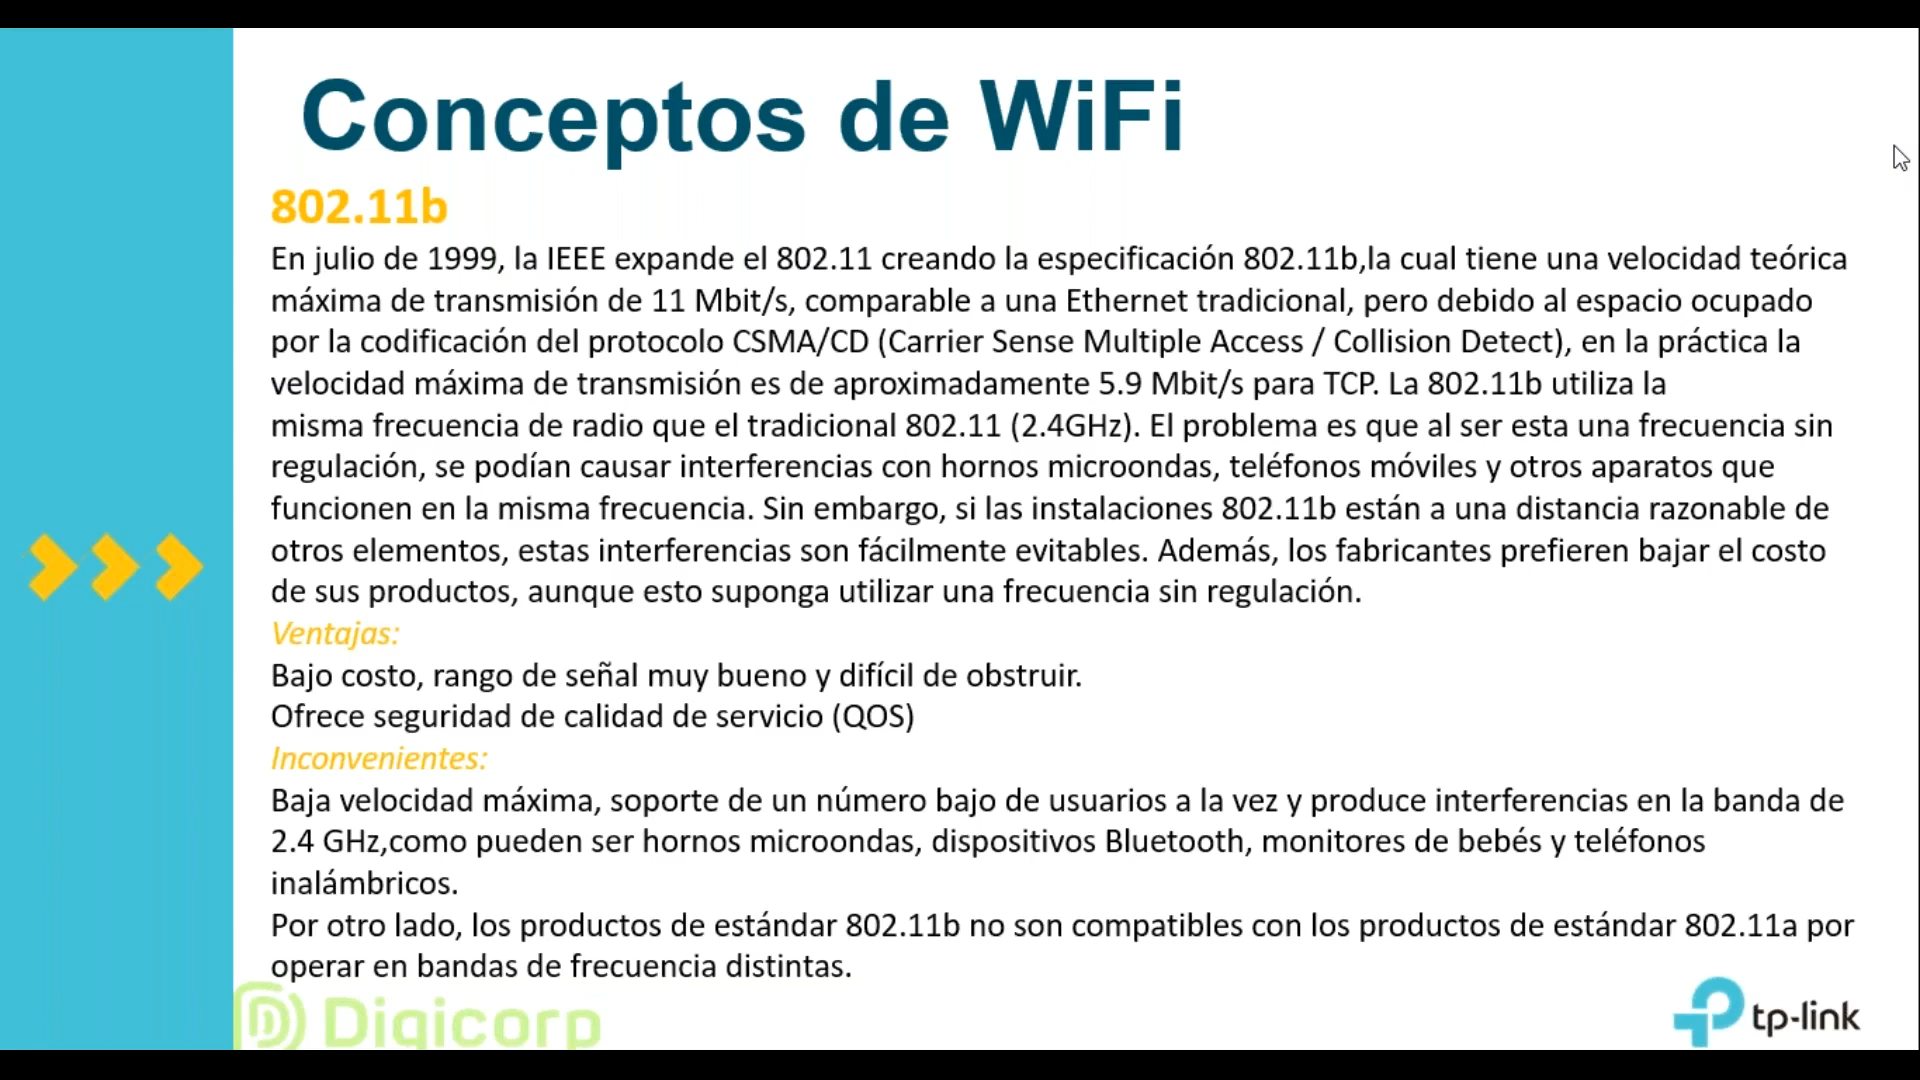 Conceptos de WiFi
802.11b
En julio de 1999, la IEEE expande el 802.11 creando la especificación 802.11b,la cual tiene una velocidad teórica
máxima de transmisión de 11 Mbit/s, comparable a una Ethernet tradicional, pero debido al espacio ocupado
por la codificación del protocolo CSMA/CD (Carrier Sense Multiple Access / Collision Detect), en la práctica la
velocidad máxima de transmisión es de aproximadamente 5.9 Mbit/s para TCP. La 802.11b utiliza la
misma frecuencia de radio que el tradicional 802.11 (2.4GHz). El problema es que al ser esta una frecuencia sin
regulación, se podían causar interferencias con hornos microondas, teléfonos móviles y otros aparatos que
funcionen en la misma frecuencia. Sin embargo, si las instalaciones 802.11b están a una distancia razonable de
otros elementos, estas interferencias son fácilmente evitables. Además, los fabricantes prefieren bajar el costo
de sus productos, aunque esto suponga utilizar una frecuencia sin regulación.
Ventajas:
Bajo costo, rango de señal muy bueno y difícil de obstruir.
Ofrece seguridad de calidad de servicio (QOS)
Inconvenientes:
Baja velocidad máxima, soporte de un número bajo de usuarios a la vez y produce interferencias en la banda de
2.4 GHz,como pueden ser hornos microondas, dispositivos Bluetooth, monitores de bebés y teléfonos
inalámbricos.
Por otro lado, los productos de estándar 802.11b no son compatibles con los productos de estándar 802.11a por
operar en bandas de frecuencia distintas.
Digicorp
tp-link